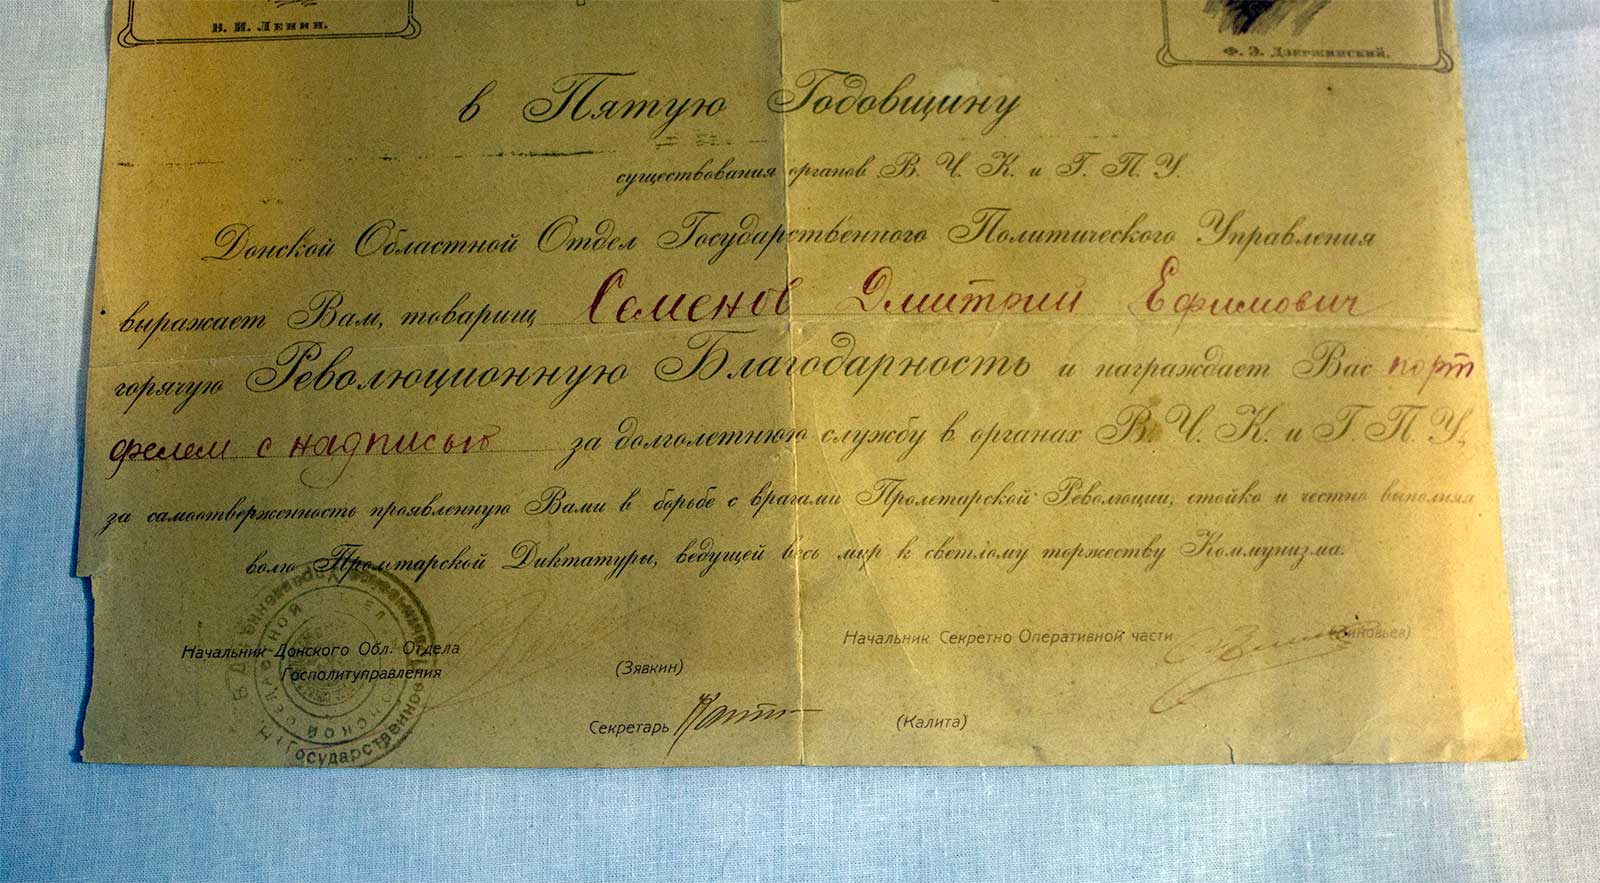 В. И. Ленин.
Ф. Э. Дзержинский.
в Пятую Годовщину
существования органов В. Ч. К. и Г. П. У.
Донской Областной Отдел Государственного Политического Управления
выражает Вам, товарищ Семенов Дмитрий Ефимович
горячую Революционную Благодарность и награждает Вас порт
фелем с надписью за долголетнюю службу в органах В. Ч. К. и Г. П. У.,
за самоотверженность проявленную Вами в борьбе с врагами Пролетарской Революции, стойко и честно выполняя
волю Пролетарской Диктатуры, ведущей весь мир к светлому торжеству Коммунизма.
Начальник Донского Обл. Отдела
Госполитуправления
(Зявкин)
Начальник Секретно Оперативной части
(Зиновьев)
Секретарь
(Калита)
Государственного
Донской